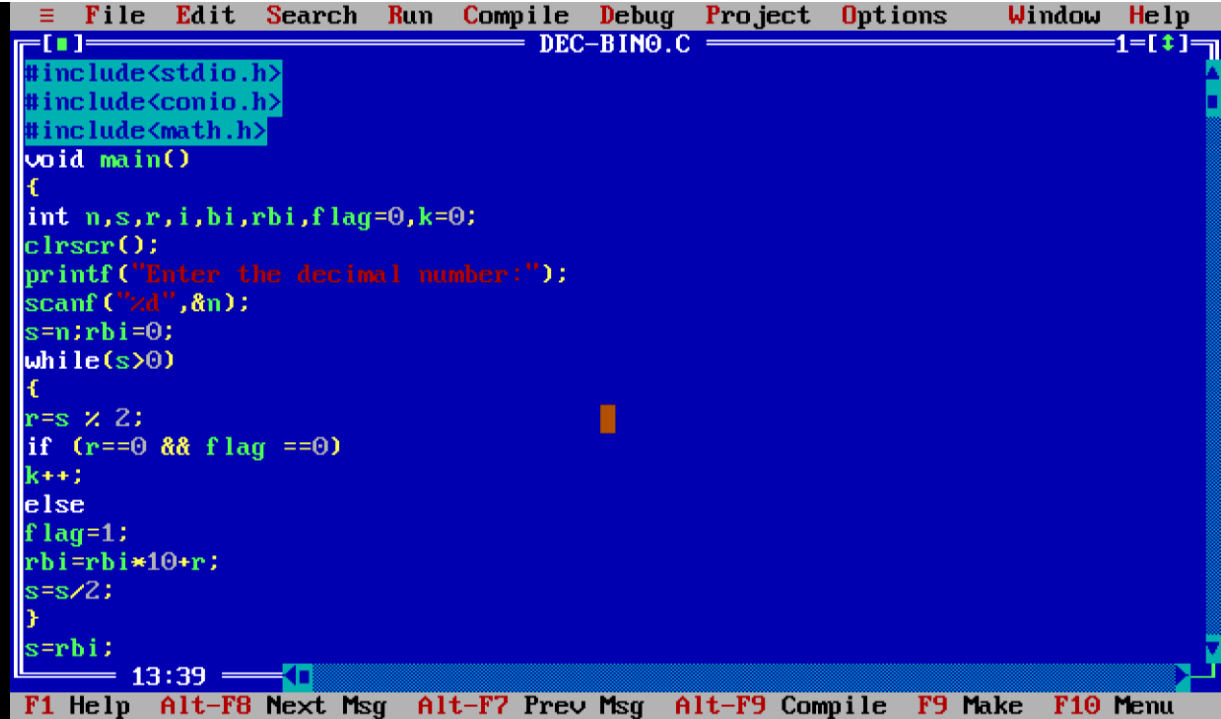 ≡ File Edit Search Run Compile Debug Project Options Window Help
[■] DEC-BIN0.C 1=[↕]
#include<stdio.h>
#include<conio.h>
#include<math.h>
void main()
{
int n,s,r,i,bi,rbi,flag=0,k=0;
clrscr();
printf("Enter the decimal number:");
scanf("%d",&n);
s=n;rbi=0;
while(s>0)
{
r=s % 2;
if (r==0 && flag ==0)
k++;
else
flag=1;
rbi=rbi*10+r;
s=s/2;
}
s=rbi;
13:39
F1 Help Alt-F8 Next Msg Alt-F7 Prev Msg Alt-F9 Compile F9 Make F10 Menu